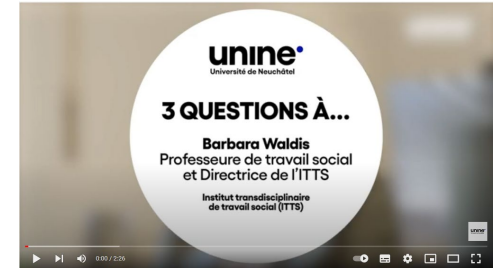 unine
Université de Neuchâtel
3 QUESTIONS À...
Barbara Waldis
Professeure de travail social
et Directrice de l'ITTS
Institut transdisciplinaire
de travail social (ITTS)
unine
0:00 / 2:26